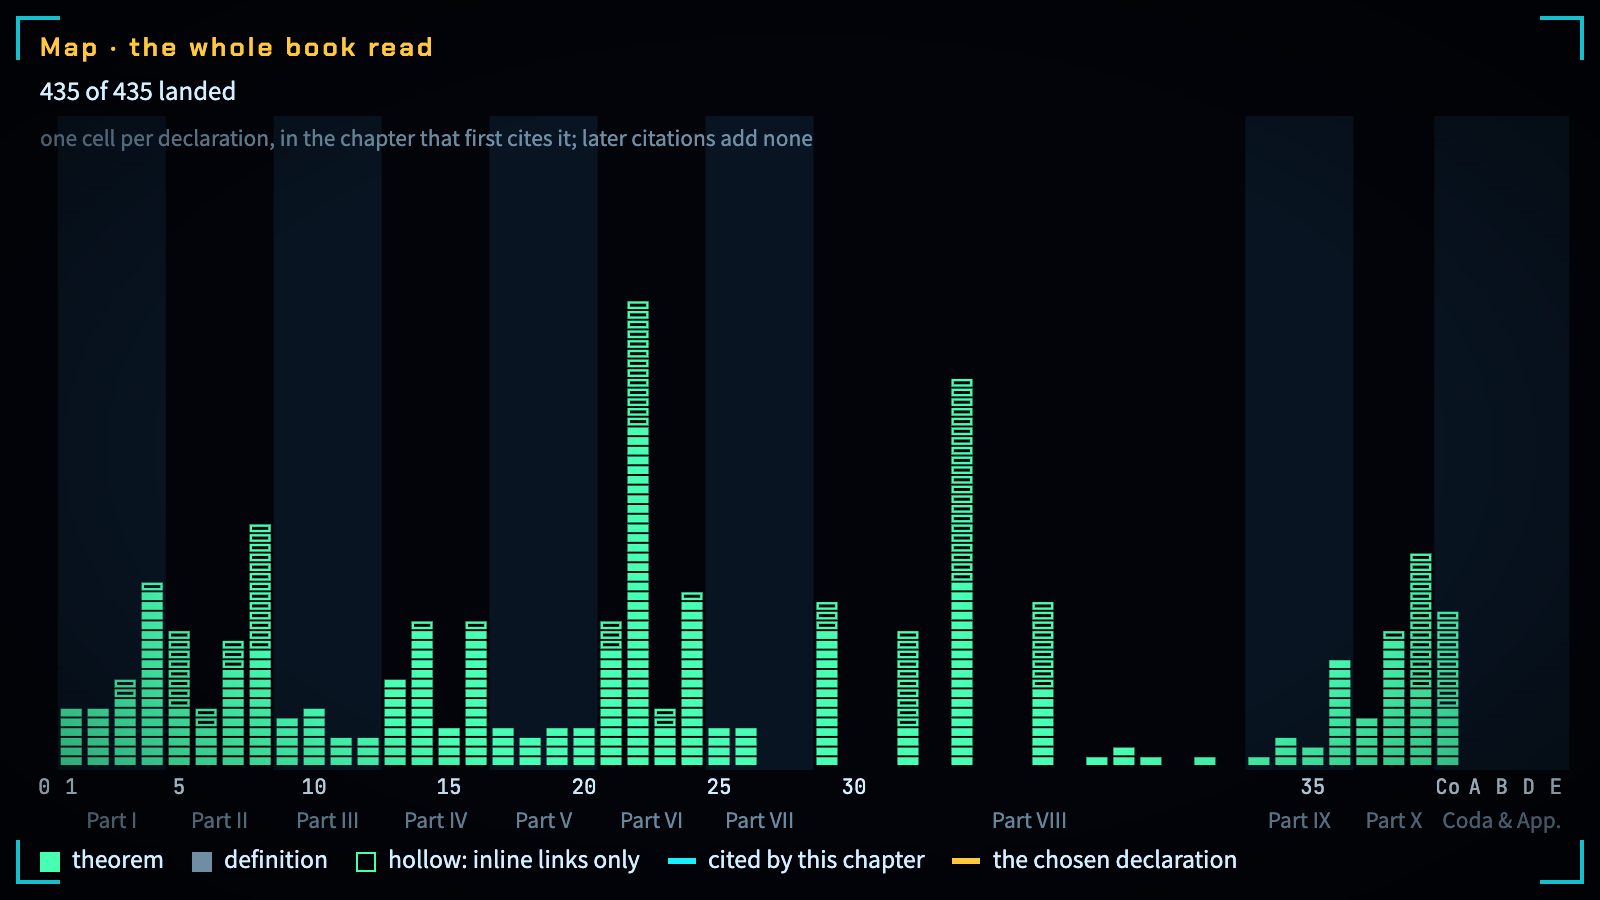 Map · the whole book read
435 of 435 landed
one cell per declaration, in the chapter that first cites it; later citations add none
0 1 5 10 15 20 25 30 35 Co A B D E
Part I Part II Part III Part IV Part V Part VI Part VII Part VIII Part IX Part X Coda & App.
theorem definition hollow: inline links only cited by this chapter the chosen declaration